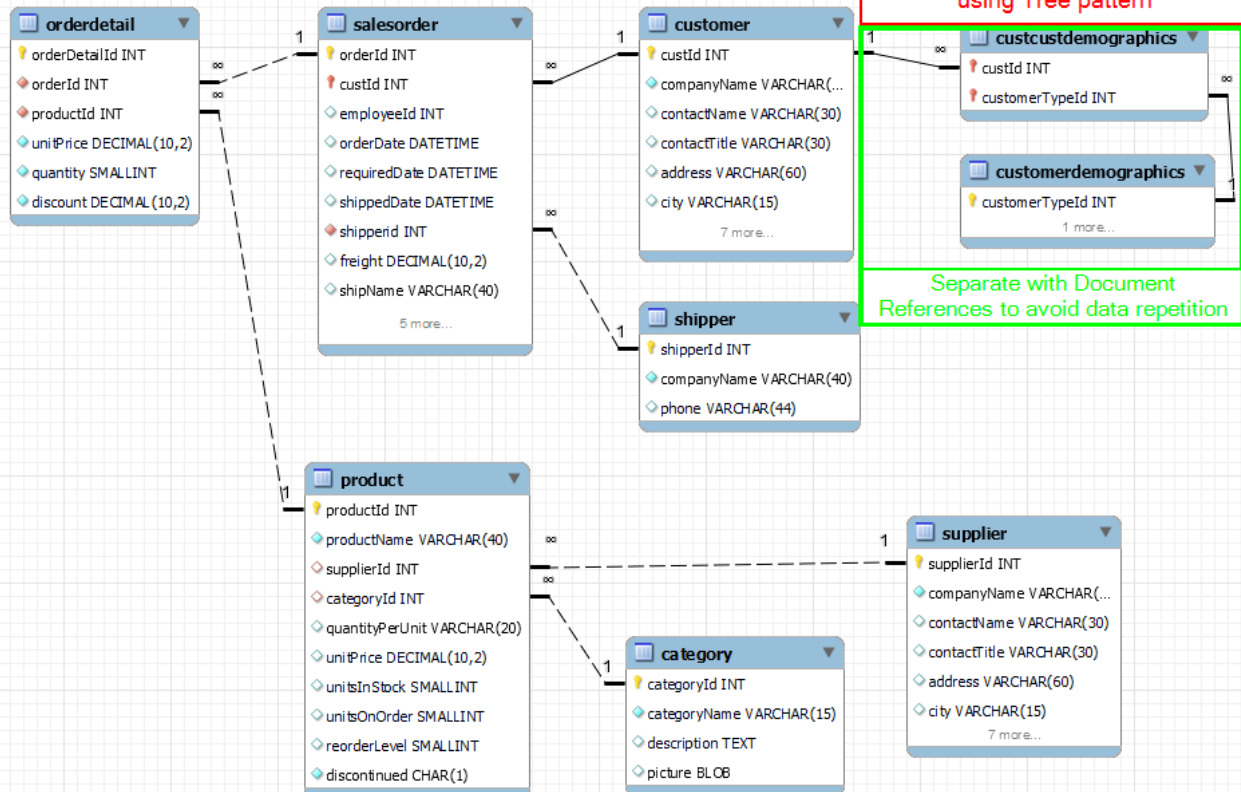 using Tree pattern
orderdetail
orderDetailId INT
orderId INT
productId INT
unitPrice DECIMAL(10,2)
quantity SMALLINT
discount DECIMAL(10,2)
1
∞
∞
salesorder
orderId INT
custId INT
employeeId INT
orderDate DATETIME
requiredDate DATETIME
shippedDate DATETIME
shipperid INT
freight DECIMAL(10,2)
shipName VARCHAR(40)
5 more...
1
∞
∞
1
customer
custId INT
companyName VARCHAR(...
contactName VARCHAR(30)
contactTitle VARCHAR(30)
address VARCHAR(60)
city VARCHAR(15)
7 more...
1
∞
custcustdemographics
custId INT
customerTypeId INT
∞
1
customerdemographics
customerTypeId INT
1 more...
Separate with Document
References to avoid data repetition
shipper
shipperId INT
companyName VARCHAR(40)
phone VARCHAR(44)
1
product
productId INT
productName VARCHAR(40)
supplierId INT
categoryId INT
quantityPerUnit VARCHAR(20)
unitPrice DECIMAL(10,2)
unitsInStock SMALLINT
unitsOnOrder SMALLINT
reorderLevel SMALLINT
discontinued CHAR(1)
∞
∞
1
1
category
categoryId INT
categoryName VARCHAR(15)
description TEXT
picture BLOB
supplier
supplierId INT
companyName VARCHAR(...
contactName VARCHAR(30)
contactTitle VARCHAR(30)
address VARCHAR(60)
city VARCHAR(15)
7 more...